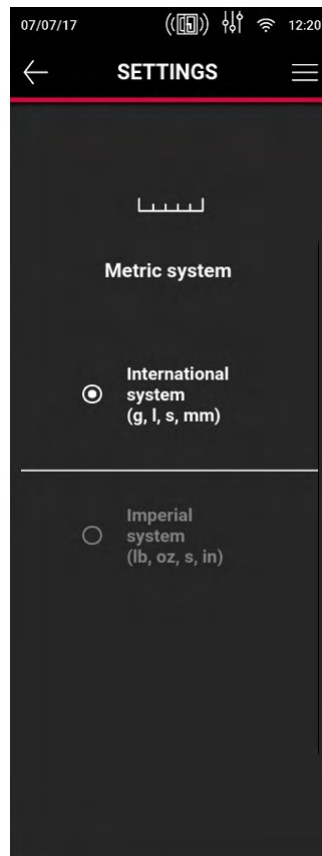 07/07/17
12:20
SETTINGS
Metric system
International
system
(g, l, s, mm)
Imperial
system
(lb, oz, s, in)